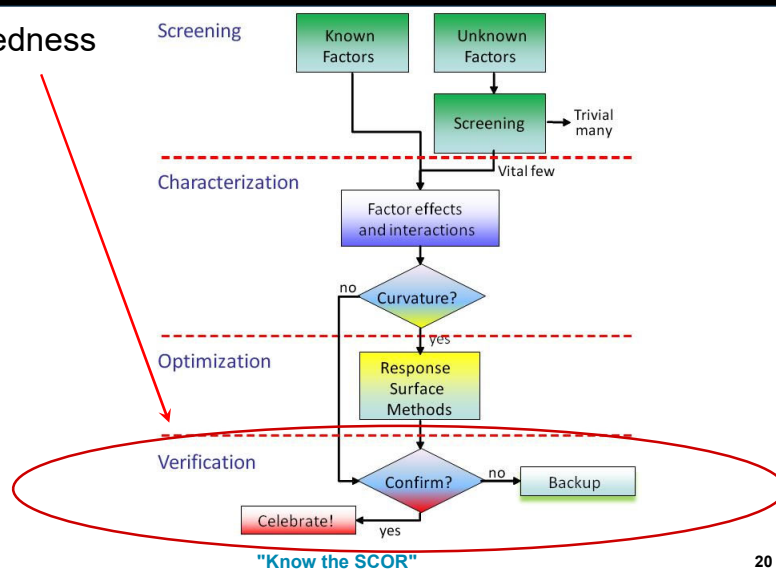 edness
Screening
Known
Factors
Unknown
Factors
Screening
Trivial
many
Vital few
Characterization
Factor effects
and interactions
no
Curvature?
yes
Optimization
Response
Surface
Methods
Verification
Confirm?
no
Backup
Celebrate!
yes
"Know the SCOR"
20